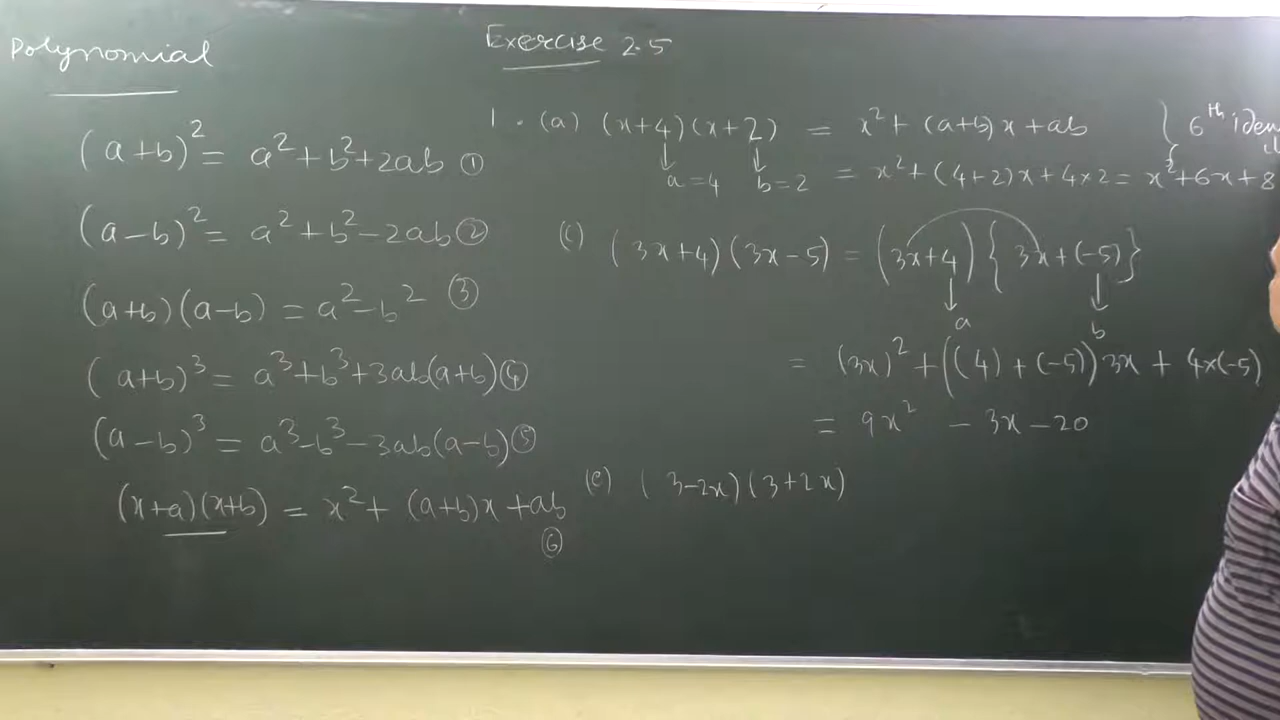 Polynomial
(a+b)² = a²+b²+2ab ①
(a-b)² = a²+b²-2ab ②
(a+b)(a-b) = a²-b² ③
(a+b)³ = a³+b³+3ab(a+b) ④
(a-b)³ = a³-b³-3ab(a-b) ⑤
(x+a)(x+b) = x²+ (a+b)x +ab
⑥
Exercise 2.5
1. (a) (x+4)(x+2) = x²+ (a+b)x +ab } 6th
a=4 b=2 = x²+(4+2)x+4×2 = x²+6x+8
(c) (3x+4)(3x-5) = (3x+4){3x+(-5)}
a b
= (3x)² + ((4)+(-5))3x + 4×(-5)
= 9x² - 3x - 20
(e) (3-2x)(3+2x)